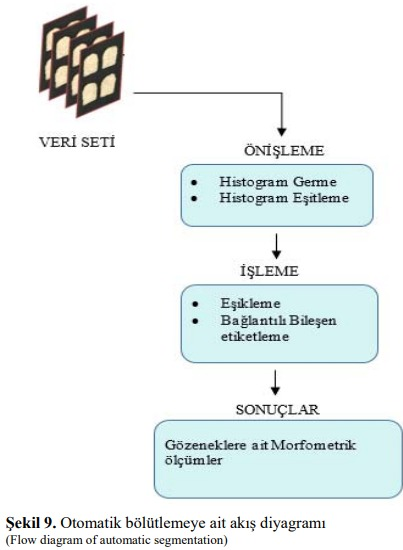 VERİ SETİ
ÖNİŞLEME
• Histogram Germe
• Histogram Eşitleme
İŞLEME
• Eşikleme
• Bağlantılı Bileşen
etiketleme
SONUÇLAR
Gözeneklere ait Morfometrik
ölçümler
Şekil 9. Otomatik bölütlemeye ait akış diyagramı
(Flow diagram of automatic segmentation)